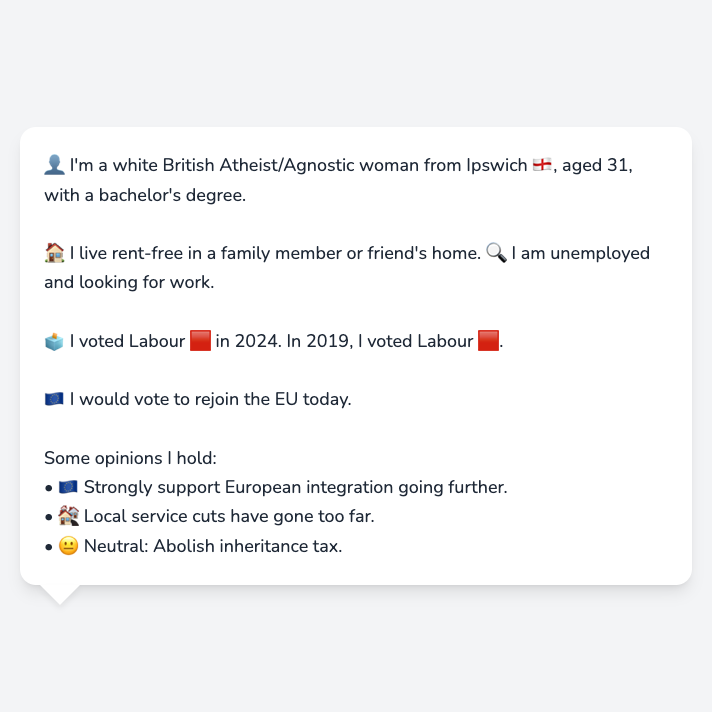 👤 I'm a white British Atheist/Agnostic woman from Ipswich 🏴󠁧󠁢󠁥󠁮󠁧󠁿, aged 31,
with a bachelor's degree.
🏠 I live rent-free in a family member or friend's home. 🔍 I am unemployed
and looking for work.
🗳️ I voted Labour 🟥 in 2024. In 2019, I voted Labour 🟥.
🇪🇺 I would vote to rejoin the EU today.
Some opinions I hold:
• 🇪🇺 Strongly support European integration going further.
• 🏚️ Local service cuts have gone too far.
• 😐 Neutral: Abolish inheritance tax.